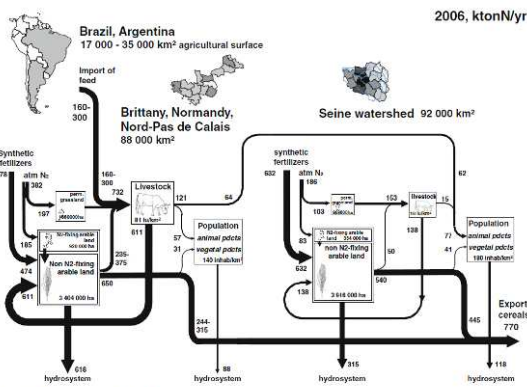 2006, ktonN/yr
Brazil, Argentina
17 000 - 35 000 km² agricultural surface
Import of
feed
160-
300
Brittany, Normandy,
Nord-Pas de Calais
88 000 km²
Seine watershed 92 000 km²
Synthetic
fertilizers
78
atm N₂
382
197
185
474
611
perm
grassland
160-
300
732
Livestock
81 lu/km²
121
64
611
57
31
Population
animal pdcts
vegetal pdcts
140 inhab/km²
N2-fixing arable
land
non N2-fixing
arable land
3 404 000 ha
235-
375
650
244-
315
616
hydrosystem
88
hydrosystem
synthetic
fertilizers
632
atm N₂
186
103
83
632
138
153
livestock
15
138
50
62
77
41
Population
animal pdcts
vegetal pdcts
180 inhab/km²
N2-fixing arable
land
non N2-fixing
arable land
540
445
Export
cereals
770
315
hydrosystem
118
hydrosystem